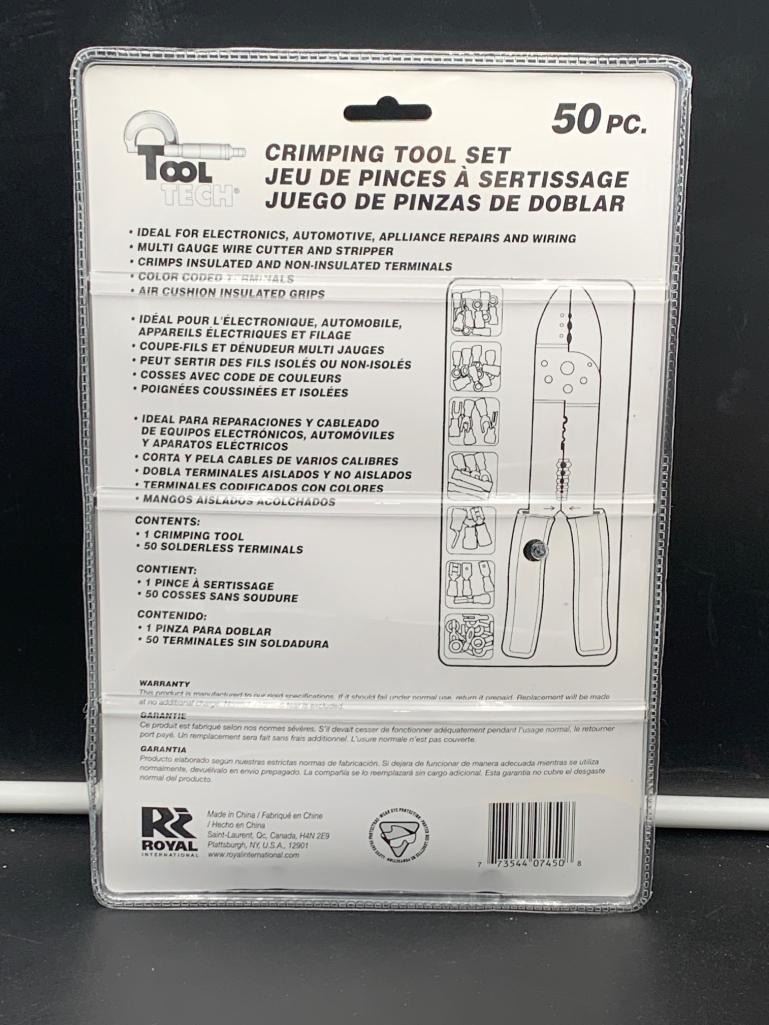 50 PC.
TOOL
TECH®
CRIMPING TOOL SET
JEU DE PINCES À SERTISSAGE
JUEGO DE PINZAS DE DOBLAR
• IDEAL FOR ELECTRONICS, AUTOMOTIVE, APLLIANCE REPAIRS AND WIRING
• MULTI GAUGE WIRE CUTTER AND STRIPPER
• CRIMPS INSULATED AND NON-INSULATED TERMINALS
• COLOR CODED TERMINALS
• AIR CUSHION INSULATED GRIPS
• IDÉAL POUR L'ÉLECTRONIQUE, AUTOMOBILE,
APPAREILS ÉLECTRIQUES ET FILAGE
• COUPE-FILS ET DÉNUDEUR MULTI JAUGES
• PEUT SERTIR DES FILS ISOLÉS OU NON-ISOLÉS
• COSSES AVEC CODE DE COULEURS
• POIGNÉES COUSSINÉES ET ISOLÉES
• IDEAL PARA REPARACIONES Y CABLEADO
DE EQUIPOS ELECTRÓNICOS, AUTOMÓVILES
Y APARATOS ELÉCTRICOS
• CORTA Y PELA CABLES DE VARIOS CALIBRES
• DOBLA TERMINALES AISLADOS Y NO AISLADOS
• TERMINALES CODIFICADOS CON COLORES
• MANGOS AISLADOS ACOLCHADOS
CONTENTS:
• 1 CRIMPING TOOL
• 50 SOLDERLESS TERMINALS
CONTIENT:
• 1 PINCE À SERTISSAGE
• 50 COSSES SANS SOUDURE
CONTENIDO:
• 1 PINZA PARA DOBLAR
• 50 TERMINALES SIN SOLDADURA
WARRANTY
This product is manufactured to our rigid specifications. If it should fail under normal use, return it prepaid. Replacement will be made
at no additional charge. Normal wear is excluded.
GARANTIE
Ce produit est fabriqué selon nos normes sévères. S'il devait cesser de fonctionner adéquatement pendant l'usage normal, le retourner
port payé. Un remplacement sera fait sans frais additionnel. L'usure normale n'est pas couverte.
GARANTIA
Producto elaborado según nuestras estrictas normas de fabricación. Si dejara de funcionar de manera adecuada mientras se utiliza
normalmente, devuélvalo en envío prepagado. La compañía se lo reemplazará sin cargo adicional. Esta garantía no cubre el desgaste
normal del producto.
ROYAL
INTERNATIONAL
Made in China / Fabriqué en Chine
/ Hecho en China
Saint-Laurent, Qc, Canada, H4N 2E9
Plattsburgh, NY, U.S.A., 12901
www.royalinternational.com
WEAR EYE PROTECTION
7 73544 07450 8